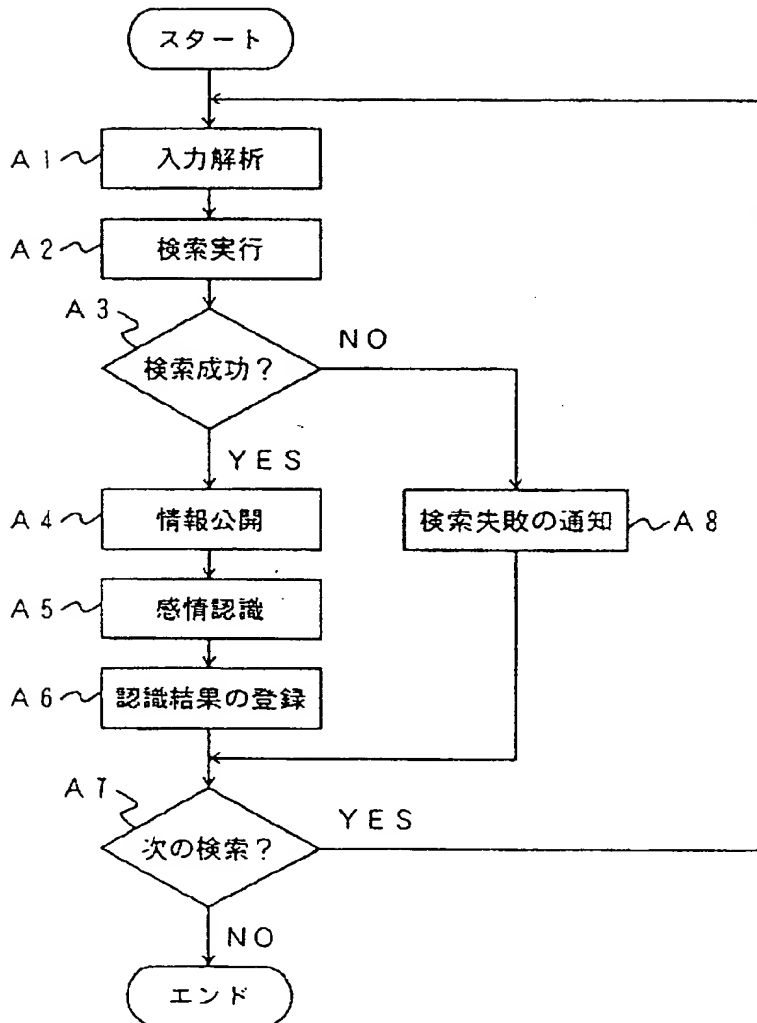 スタート
A1 入力解析
A2 検索実行
A3
検索成功?
NO
YES
A4 情報公開
検索失敗の通知 A8
A5 感情認識
A6 認識結果の登録
A7
次の検索?
YES
NO
エンド